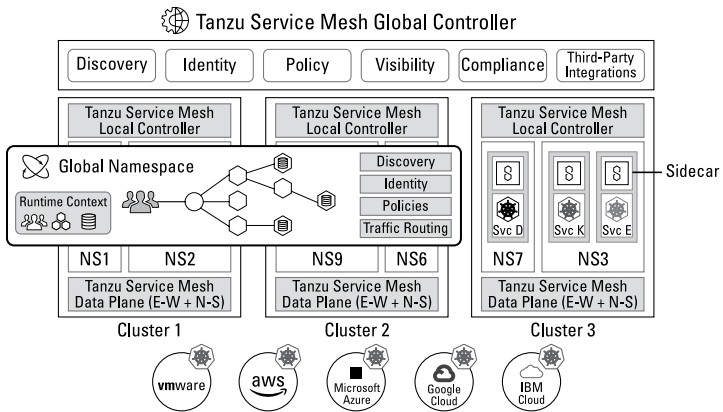 Tanzu Service Mesh Global Controller
Discovery
Identity
Policy
Visibility
Compliance
Third-Party
Integrations
Tanzu Service Mesh
Local Controller
Tanzu Service Mesh
Local Controller
Tanzu Service Mesh
Local Controller
Global Namespace
Runtime Context
Discovery
Identity
Policies
Traffic Routing
Sidecar
Svc D
Svc K
Svc E
NS1
NS2
NS9
NS6
NS7
NS3
Tanzu Service Mesh
Data Plane (E-W + N-S)
Tanzu Service Mesh
Data Plane (E-W + N-S)
Tanzu Service Mesh
Data Plane (E-W + N-S)
Cluster 1
Cluster 2
Cluster 3
vmware
aws
Microsoft
Azure
Google
Cloud
IBM
Cloud